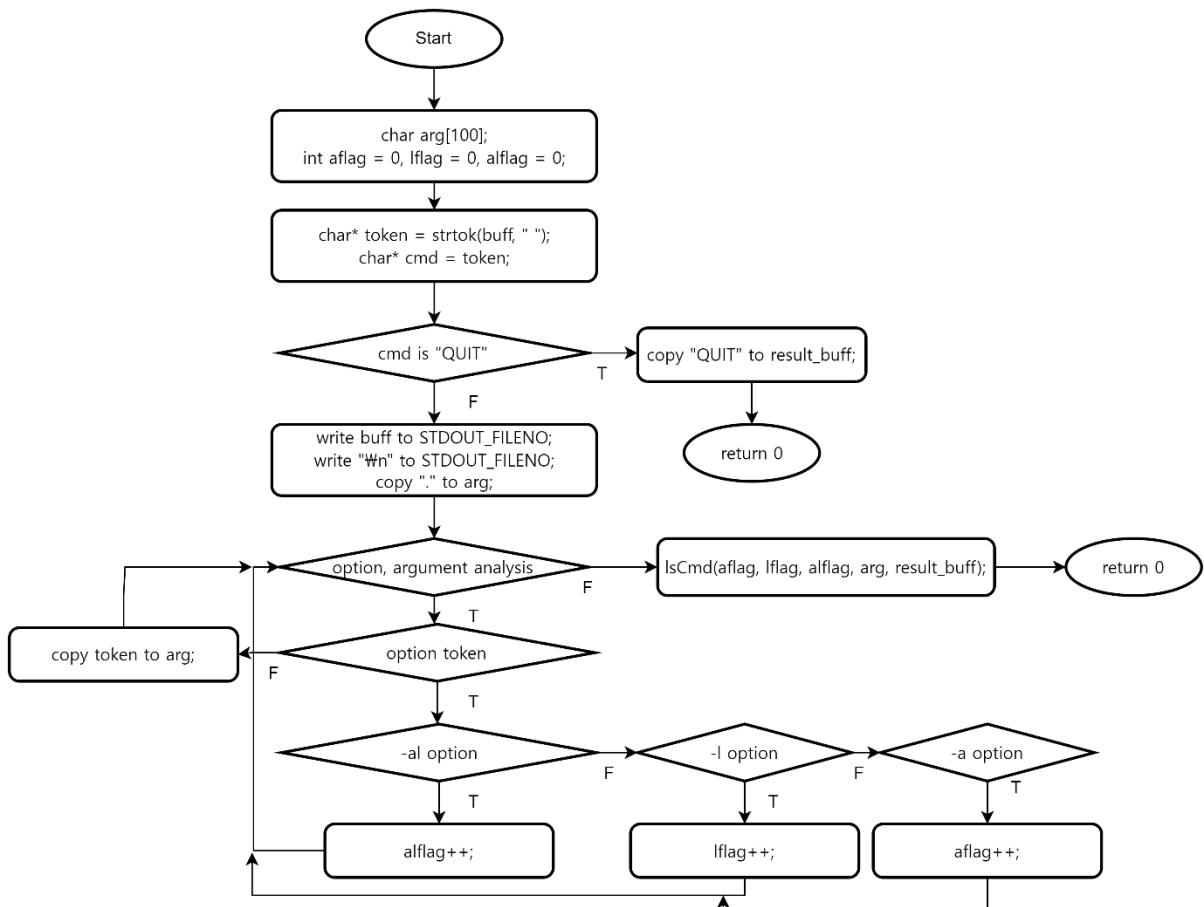 Start
char arg[100];
int aflag = 0, lflag = 0, alflag = 0;
char* token = strtok(buff, " ");
char* cmd = token;
cmd is "QUIT"
T
copy "QUIT" to result_buff;
F
return 0
write buff to STDOUT_FILENO;
write "₩n" to STDOUT_FILENO;
copy "." to arg;
option, argument analysis
F
lsCmd(aflag, lflag, alflag, arg, result_buff);
return 0
T
copy token to arg;
F
option token
T
-al option
F
-l option
F
-a option
T
T
T
alflag++;
lflag++;
aflag++;